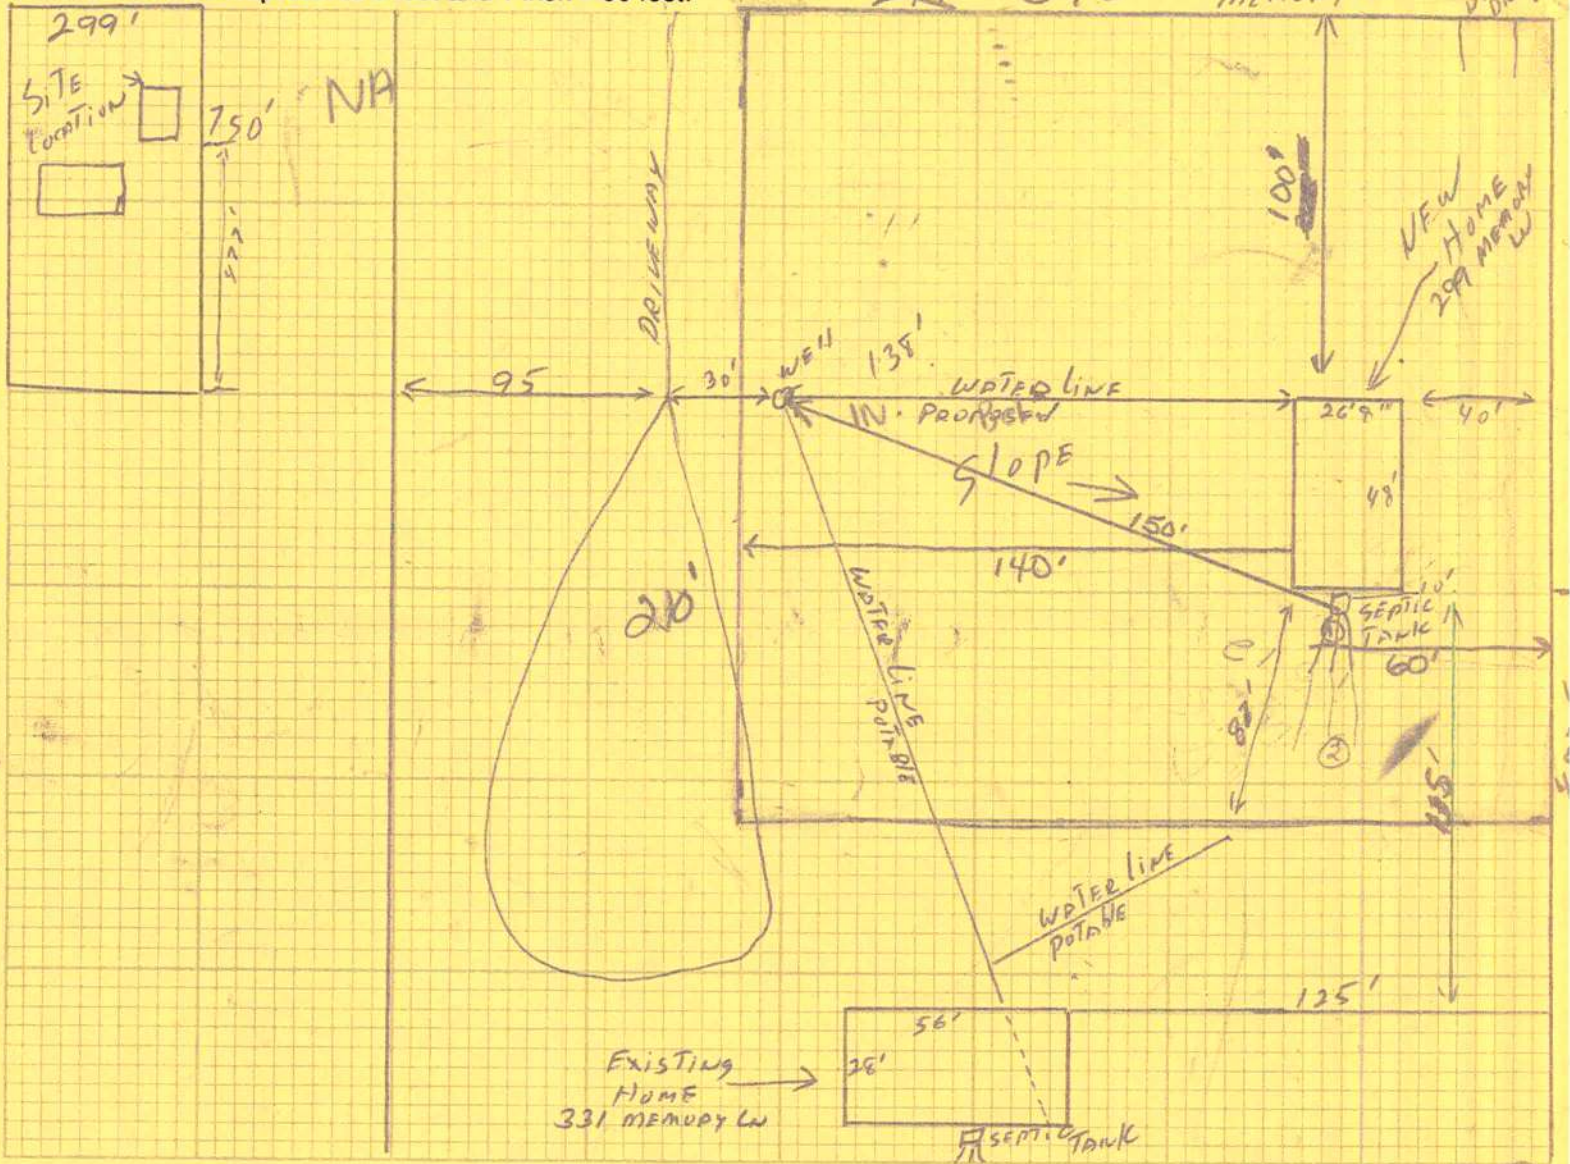 299'
SITE
LOCATION
750'
NA
DRIVEWAY
100'
NEW
HOME
299 MEMORY
LN
95
30'
WELL
138'
WATER LINE
IN. PROPOSED
26'8"
40'
48'
SLOPE
150'
140'
210'
WATER LINE
POTABLE
10'
SEPTIC
TANK
60'
2
WATER LINE
POTABLE
125'
56'
28'
EXISTING
HOME
331 MEMORY LN
SEPTIC TANK